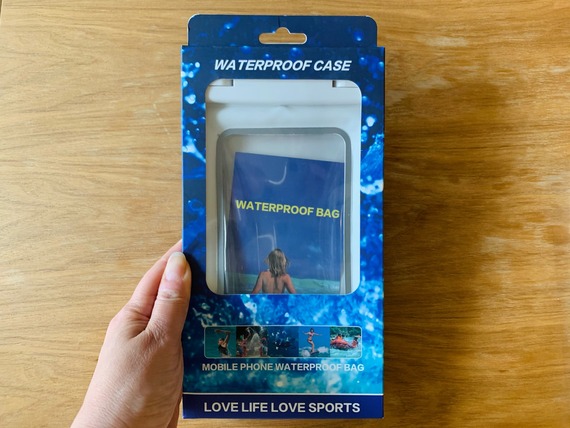 WATERPROOF CASE
WATERPROOF BAG
MOBILE PHONE WATERPROOF BAG
LOVE LIFE LOVE SPORTS